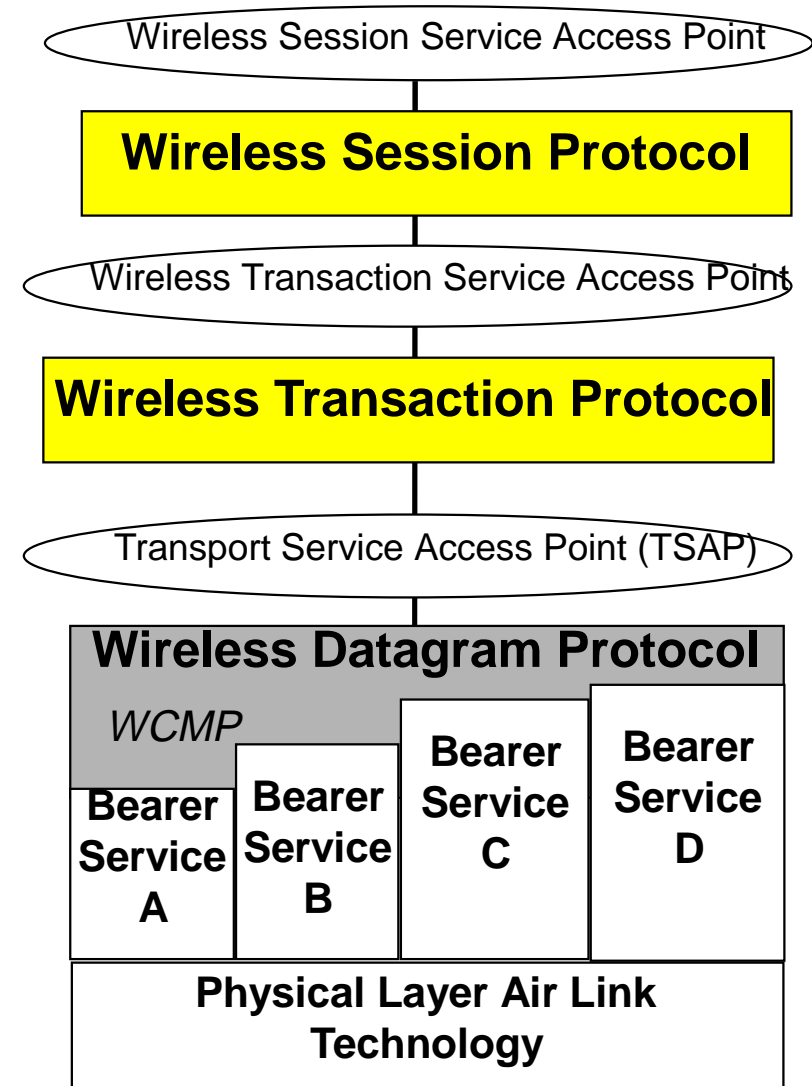 Wireless Session Service Access Point
Wireless Session Protocol
Wireless Transaction Service Access Point
Wireless Transaction Protocol
Transport Service Access Point (TSAP)
Wireless Datagram Protocol
WCMP
Bearer
Service
A
Bearer
Service
B
Bearer
Service
C
Bearer
Service
D
Physical Layer Air Link
Technology